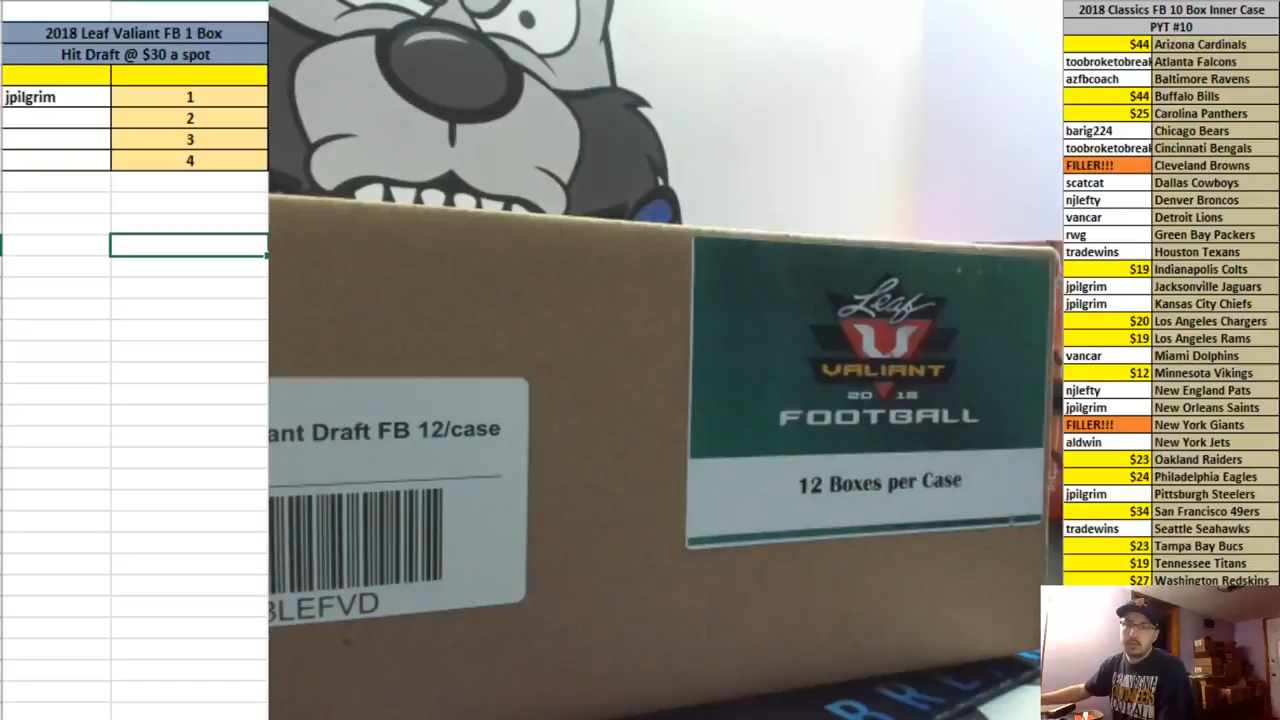 2018 Leaf Valiant FB 1 Box
Hit Draft @ $30 a spot
jpilgrim 1
2
3
4
Leaf
VALIANT
2018
FOOTBALL
12 Boxes per Case
ant Draft FB 12/case
BLEFVD
BREA
2018 Classics FB 10 Box Inner Case
PYT #10
$44 Arizona Cardinals
toobroketobreak Atlanta Falcons
azfbcoach Baltimore Ravens
$44 Buffalo Bills
$25 Carolina Panthers
barig224 Chicago Bears
toobroketobreak Cincinnati Bengals
FILLER!!! Cleveland Browns
scatcat Dallas Cowboys
njlefty Denver Broncos
vancar Detroit Lions
rwg Green Bay Packers
tradewins Houston Texans
$19 Indianapolis Colts
jpilgrim Jacksonville Jaguars
jpilgrim Kansas City Chiefs
$20 Los Angeles Chargers
$19 Los Angeles Rams
vancar Miami Dolphins
$12 Minnesota Vikings
njlefty New England Pats
jpilgrim New Orleans Saints
FILLER!!! New York Giants
aldwin New York Jets
$23 Oakland Raiders
$24 Philadelphia Eagles
jpilgrim Pittsburgh Steelers
$34 San Francisco 49ers
tradewins Seattle Seahawks
$23 Tampa Bay Bucs
$19 Tennessee Titans
$27 Washington Redskins